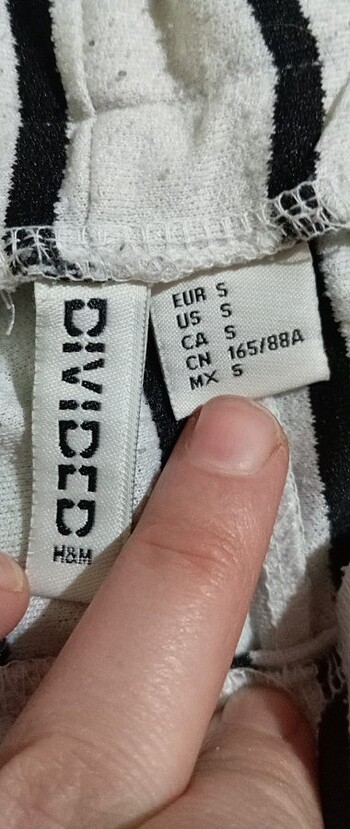 DIVIDED
H&M
EUR S
US S
CA S
CN 165/88A
MX S